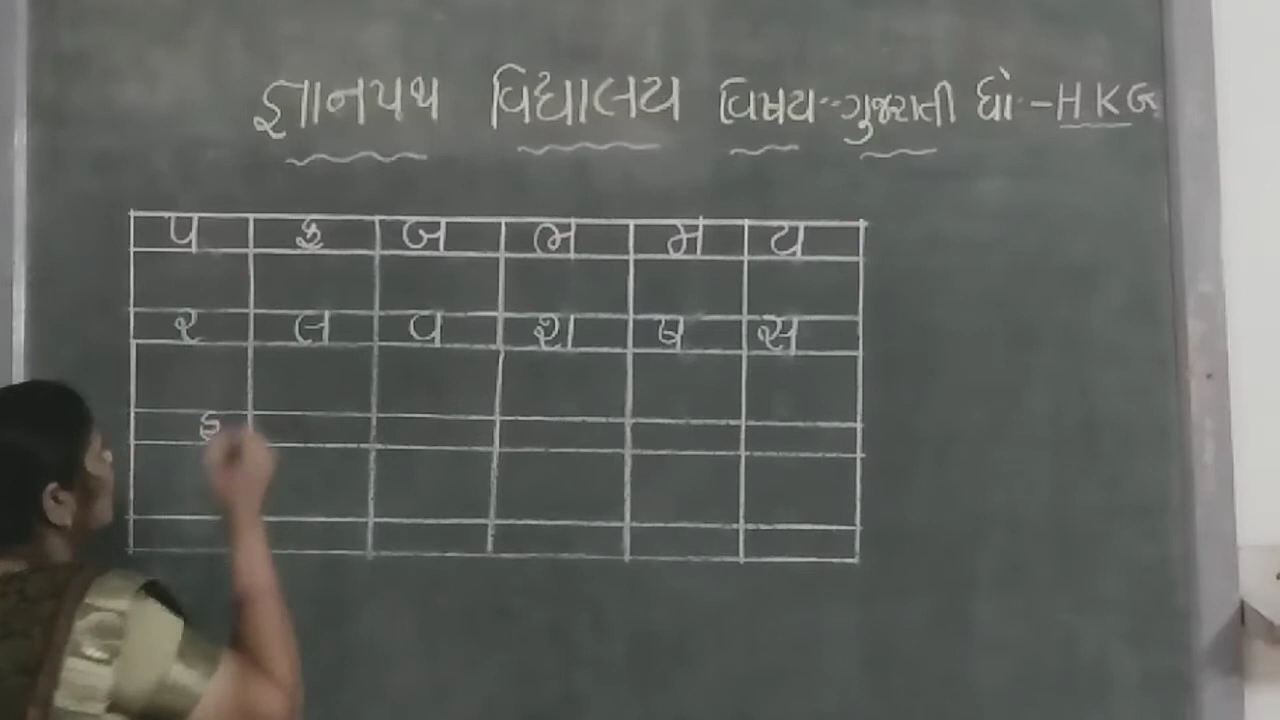 જ્ઞાનપથ વિદ્યાલય વિષય-ગુજરાતી ધો-HKG
પ ફ બ ભ મ ય
ર લ વ શ ષ સ
હ